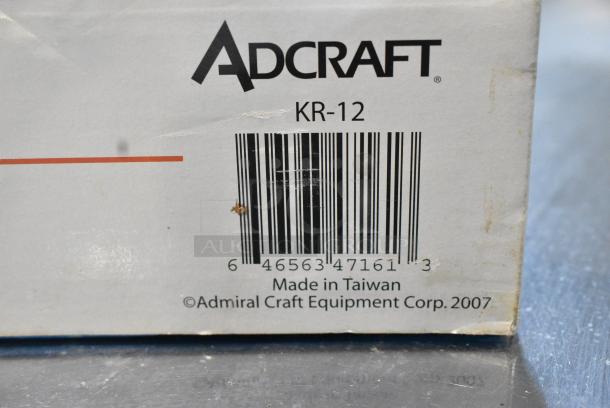 ADCRAFT®
KR-12
6 46563 47161 3
Made in Taiwan
©Admiral Craft Equipment Corp. 2007